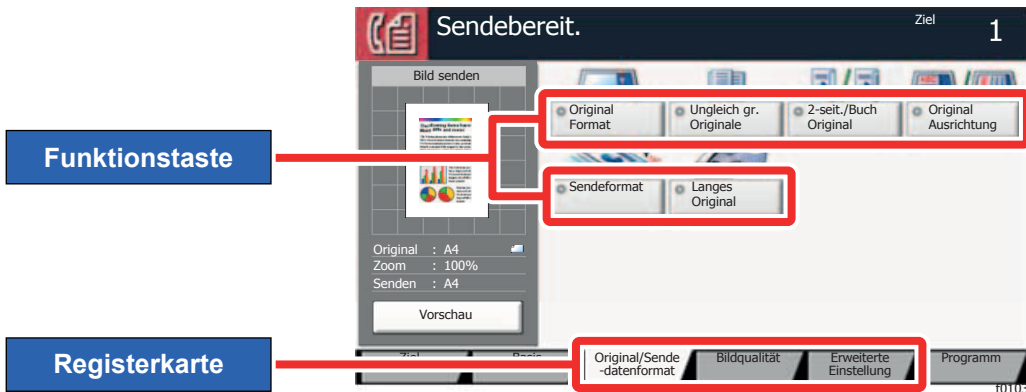 Sendebereit.
Ziel
1
Bild senden
Original
Format
Ungleich gr.
Originale
2-seit./Buch
Original
Original
Ausrichtung
Funktionstaste
Sendeformat
Langes
Original
Original : A4
Zoom : 100%
Senden : A4
Vorschau
Registerkarte
Ziel
Basis
Original/Sende
-datenformat
Bildqualität
Erweiterte
Einstellung
Programm